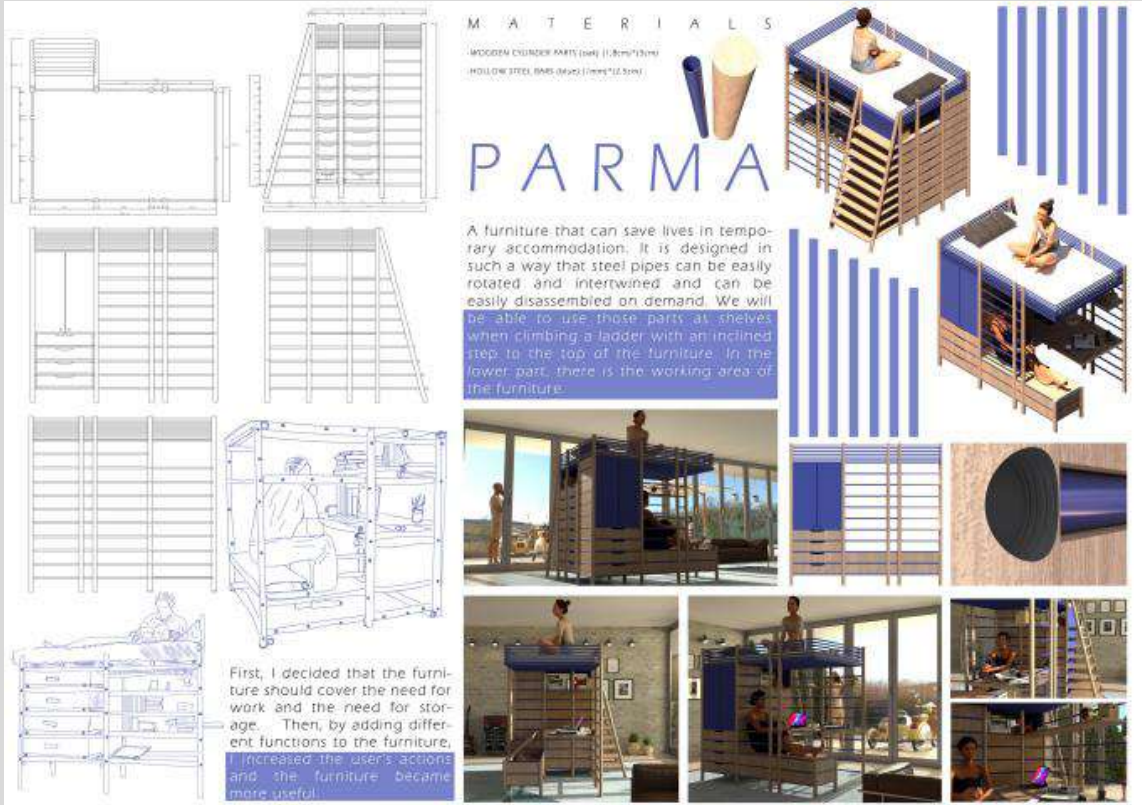 MATERIALS
-WOODEN CYLINDER PARTS (oak) (1,8cm)*(5cm)
-HOLLOW STEEL BARS (blue) (1mm)*(2.5cm)
PARMA
A furniture that can save lives in tempo-
rary accommodation. It is designed in
such a way that steel pipes can be easily
rotated and intertwined and can be
easily disassembled on demand. We will
be able to use those parts as shelves
when climbing a ladder with an inclined
step to the top of the furniture. In the
lower part, there is the working area of
the furniture.
First, I decided that the furni-
ture should cover the need for
work and the need for stor-
age. Then, by adding differ-
ent functions to the furniture,
I increased the user's actions
and the furniture became
more useful.